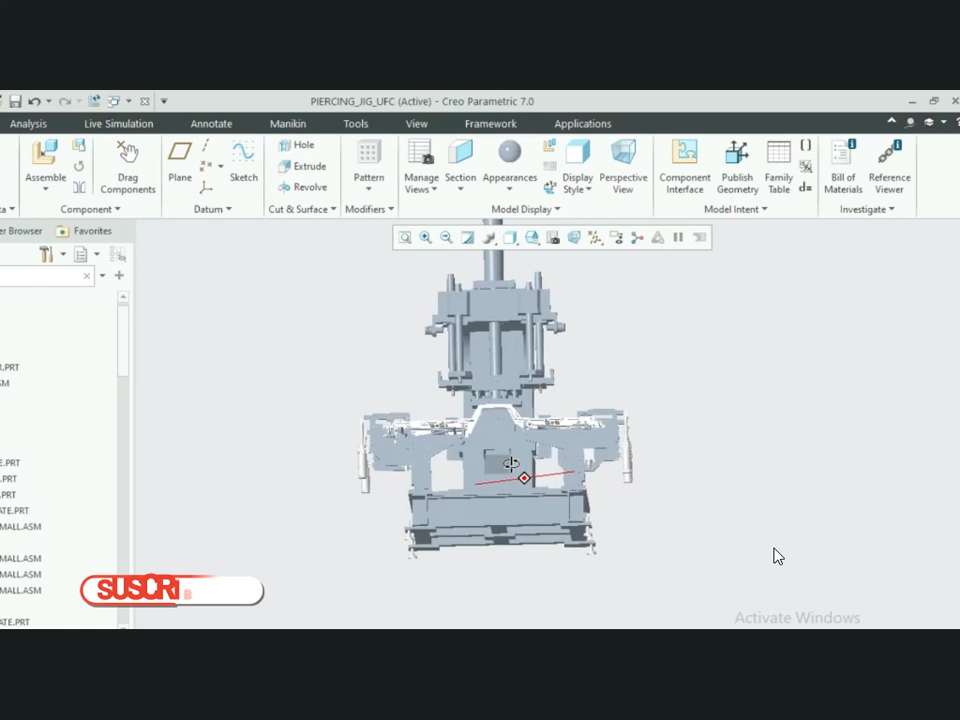 PIERCING_JIG_UFC (Active) - Creo Parametric 7.0
Analysis Live Simulation Annotate Manikin Tools View Framework Applications
Assemble
Drag Components
Plane
Sketch
Hole
Extrude
Revolve
Pattern
Manage Views
Section
Appearances
Display Style
Perspective View
Component Interface
Publish Geometry
Family Table
d=
Bill of Materials
Reference Viewer
Component Datum Cut & Surface Modifiers Model Display Model Intent Investigate
er Browser Favorites
R.PRT
SM
E.PRT
.PRT
ATE.PRT
MALL.ASM
MALL.ASM
MALL.ASM
MALL.ASM
ATE.PRT
SUSCRI B
Activate Windows